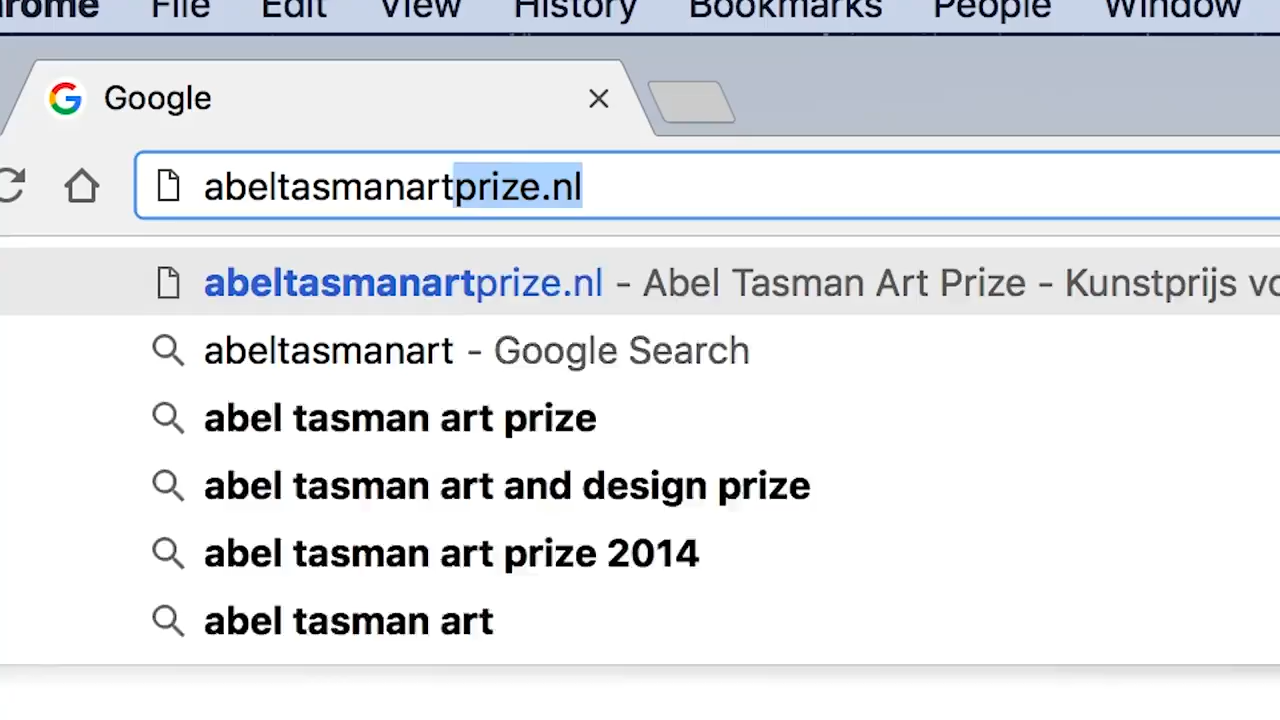 File Edit View History Bookmarks People Window
Google
abeltasmanartprize.nl
abeltasmanartprize.nl - Abel Tasman Art Prize - Kunstprijs
abeltasmanart - Google Search
abel tasman art prize
abel tasman art and design prize
abel tasman art prize 2014
abel tasman art